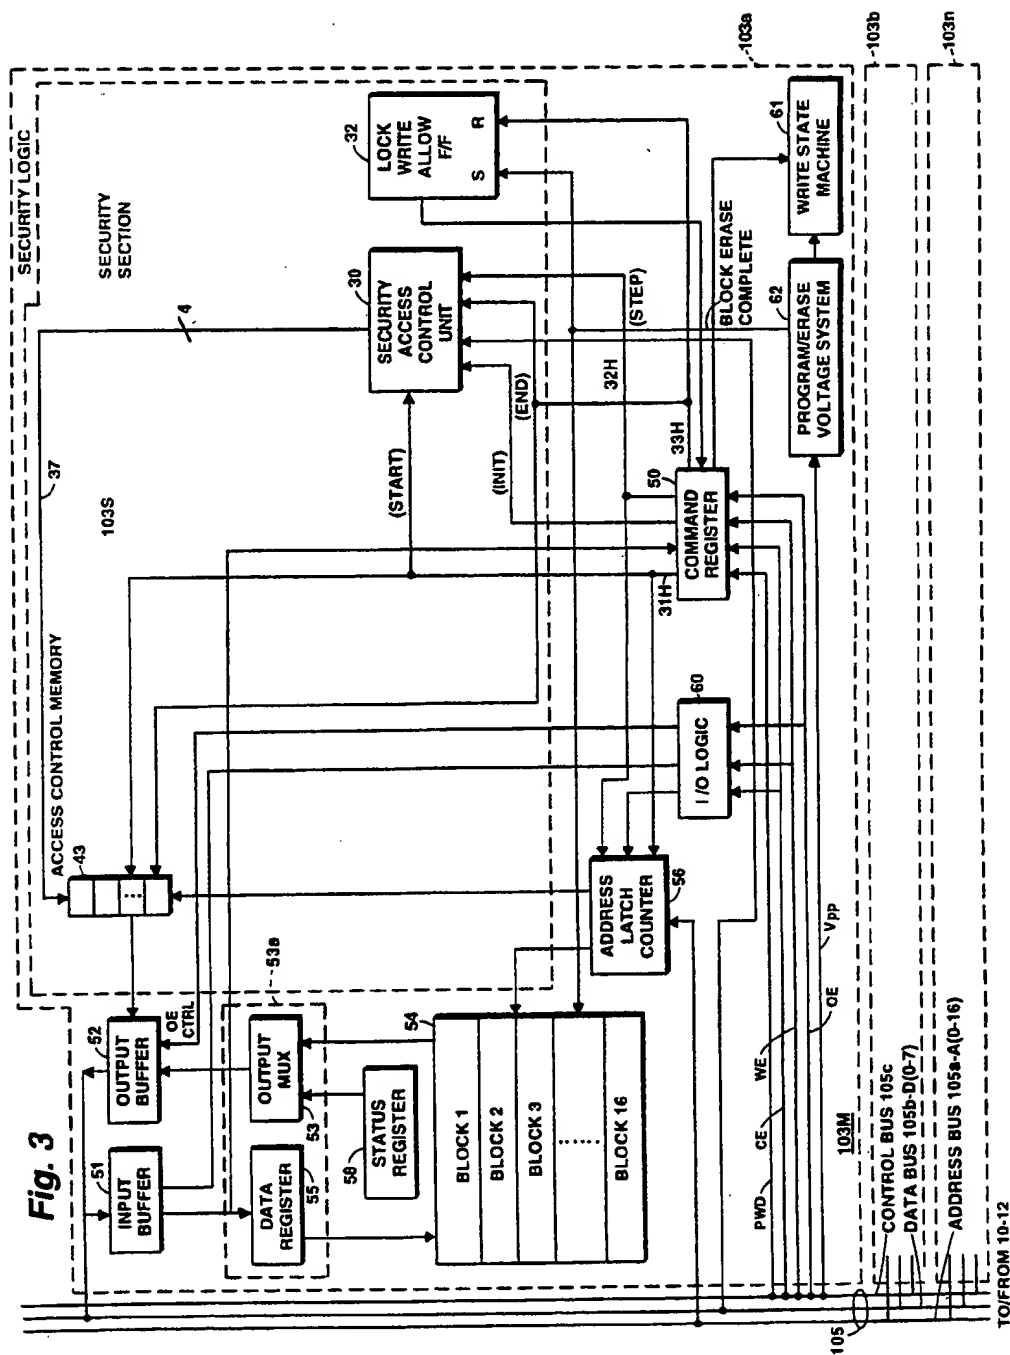 Fig. 3
SECURITY LOGIC
SECURITY
SECTION
103S
ACCESS CONTROL MEMORY
43
37
4
INPUT
BUFFER
51
OUTPUT
BUFFER
52
OE
CTRL
53a
OUTPUT
MUX
53
DATA
REGISTER
55
STATUS
REGISTER
58
54
BLOCK 1
BLOCK 2
BLOCK 3
BLOCK 16
SECURITY
ACCESS
CONTROL
UNIT
30
LOCK
WRITE
ALLOW
F/F
32
S
R
(START)
(INIT)
(END)
(STEP)
31H
32H
33H
BLOCK ERASE
COMPLETE
ADDRESS
LATCH
COUNTER
56
I/O LOGIC
60
COMMAND
REGISTER
50
PROGRAM/ERASE
VOLTAGE SYSTEM
62
WRITE STATE
MACHINE
61
PWD
CE
WE
OE
Vpp
103M
103a
103b
103n
CONTROL BUS 105c
DATA BUS 105b-D(0-7)
ADDRESS BUS 105a-A(0-16)
105
TO/FROM 10-12